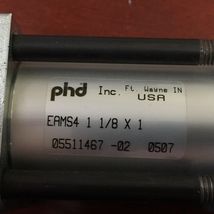 phd Inc. Ft. Wayne IN
USA
EAMS4 1 1/8 X 1
05511467 -02 0507